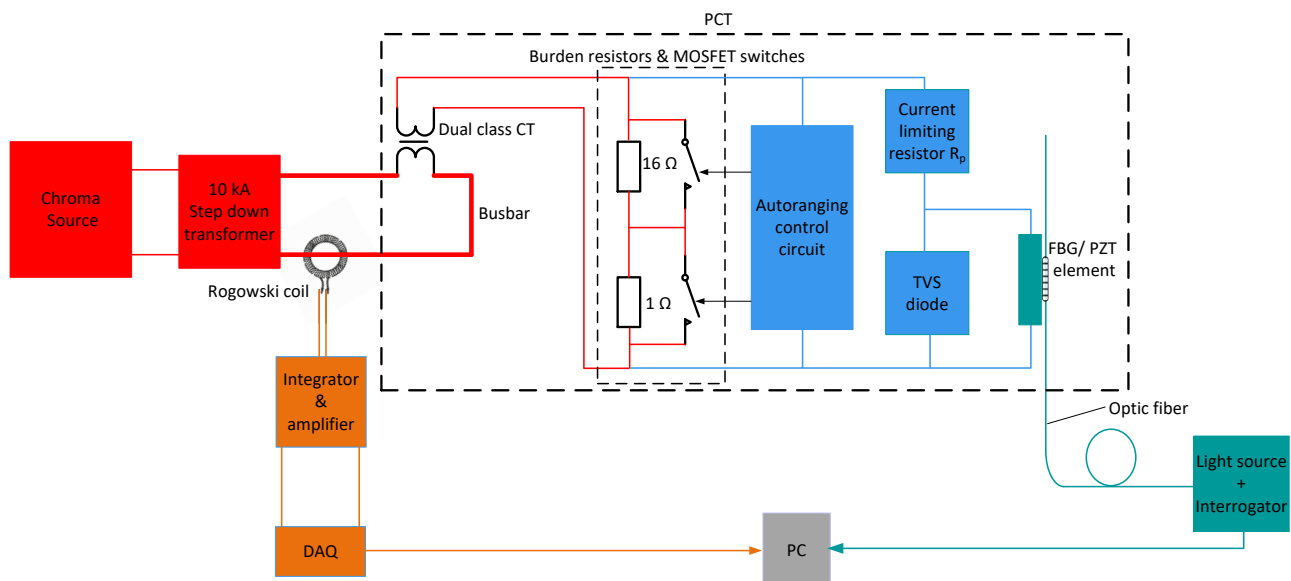 PCT
Burden resistors & MOSFET switches
Dual class CT
Chroma
Source
10 kA
Step down
transformer
Busbar
Rogowski coil
16 Ω
1 Ω
Autoranging
control
circuit
Current
limiting
resistor Rp
TVS
diode
FBG/ PZT
element
Integrator
&
amplifier
Optic fiber
Light source
+
Interrogator
DAQ
PC